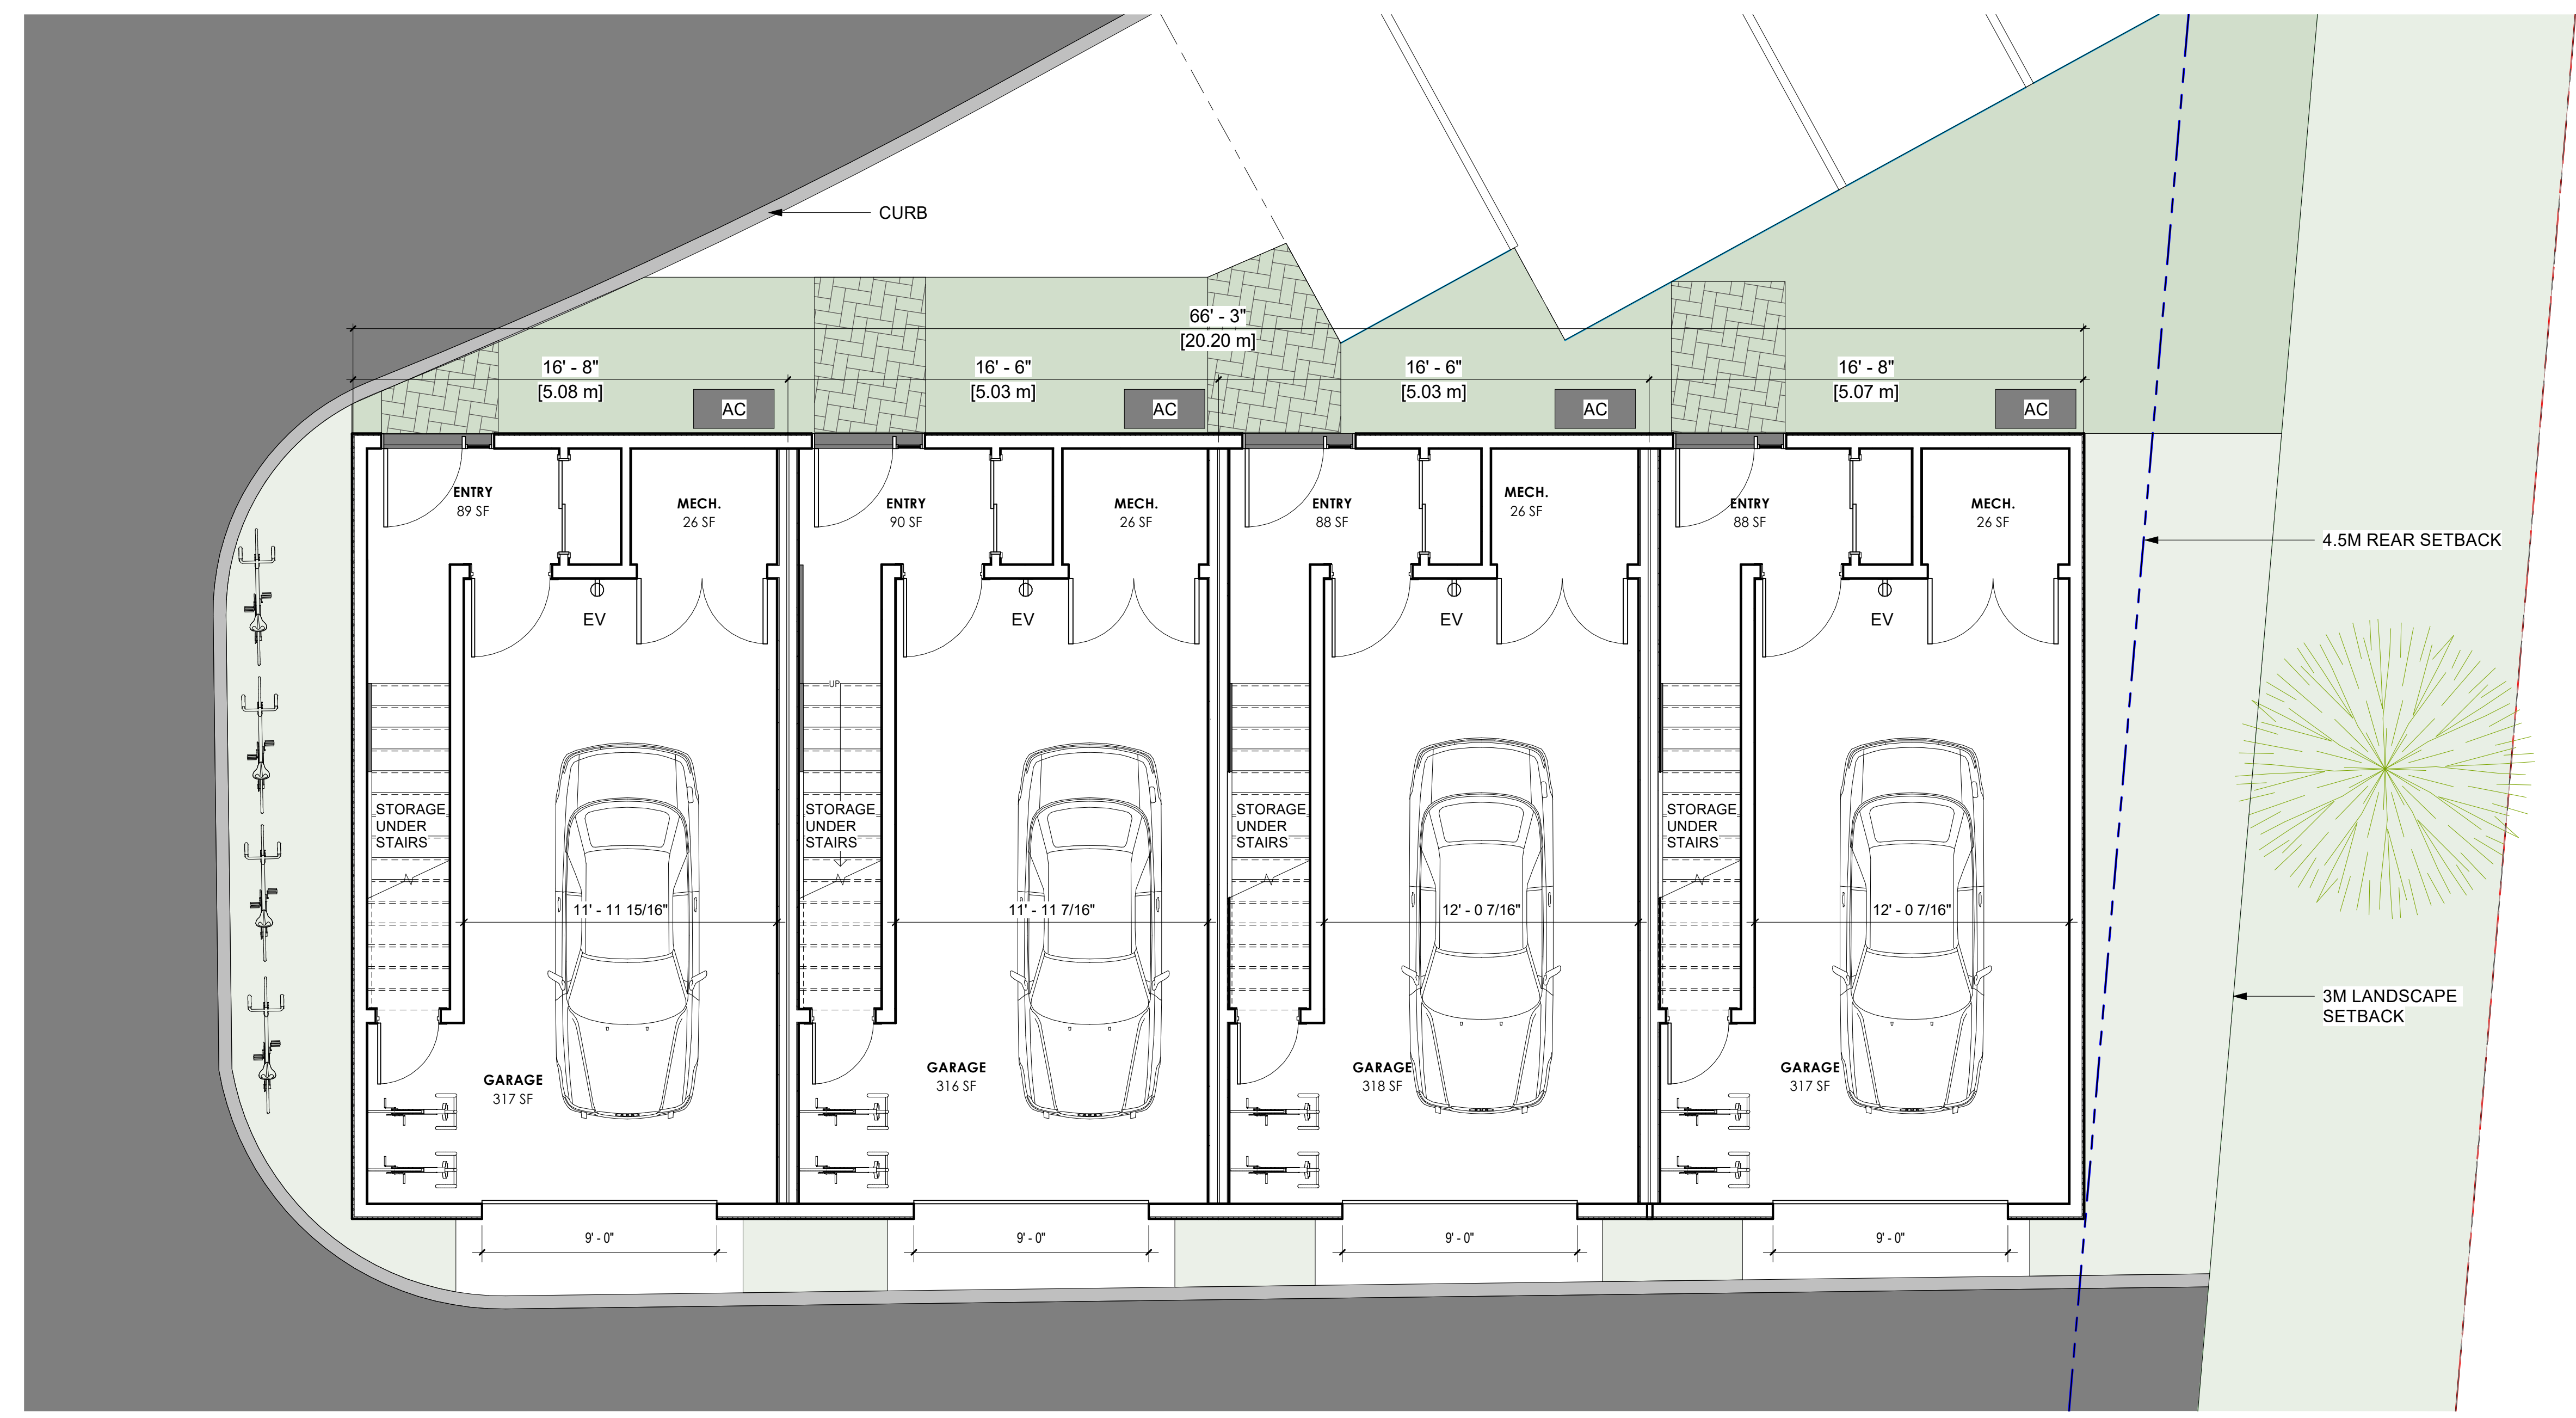 CURB
66' - 3"
[20.20 m]
16' - 8"
[5.08 m]
16' - 6"
[5.03 m]
16' - 6"
[5.03 m]
16' - 8"
[5.07 m]
AC
AC
AC
AC
ENTRY
89 SF
MECH.
26 SF
ENTRY
90 SF
MECH.
26 SF
ENTRY
88 SF
MECH.
26 SF
ENTRY
88 SF
MECH.
26 SF
4.5M REAR SETBACK
EV
EV
EV
EV
UP
STORAGE
UNDER
STAIRS
STORAGE
UNDER
STAIRS
STORAGE
UNDER
STAIRS
STORAGE
UNDER
STAIRS
11' - 11 15/16"
11' - 11 7/16"
12' - 0 7/16"
12' - 0 7/16"
3M LANDSCAPE
SETBACK
GARAGE
317 SF
GARAGE
316 SF
GARAGE
318 SF
GARAGE
317 SF
9' - 0"
9' - 0"
9' - 0"
9' - 0"